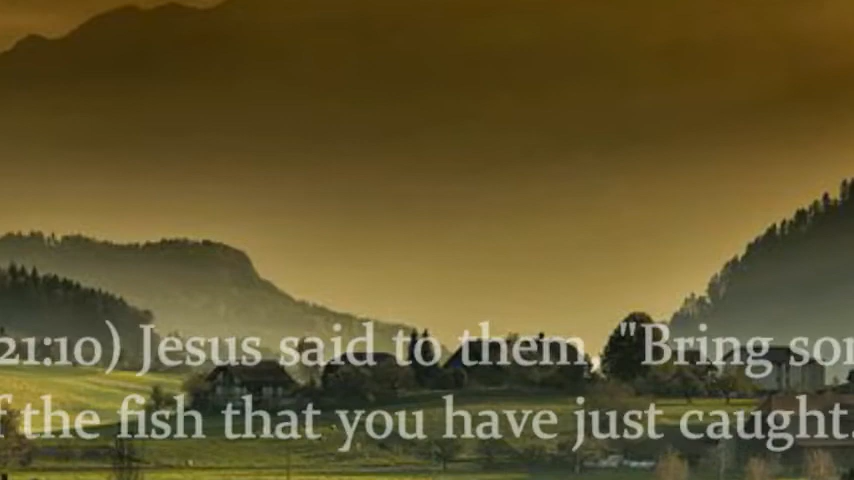 21:10) Jesus said to them, "Bring
the fish that you have just caught.